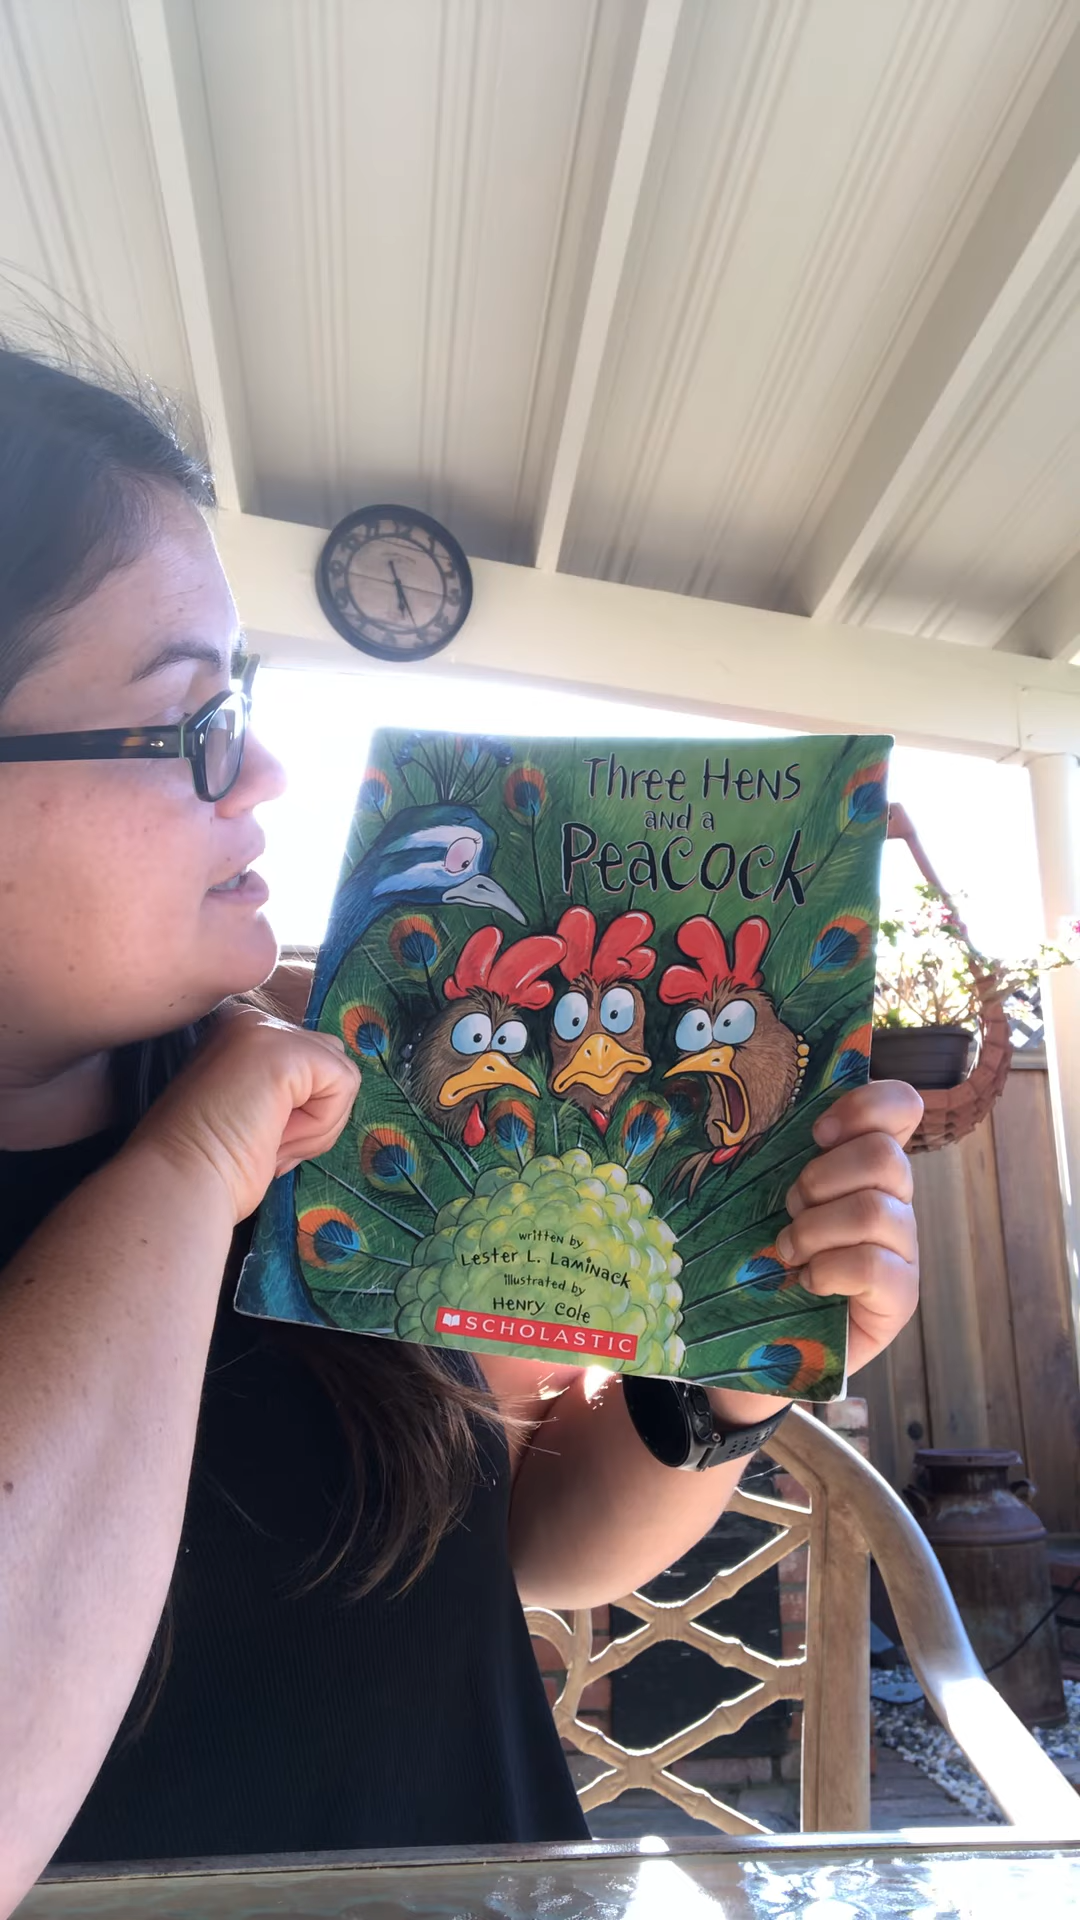 Three Hens
and a
Peacock
written by
Lester L. Laminack
illustrated by
Henry Cole
SCHOLASTIC